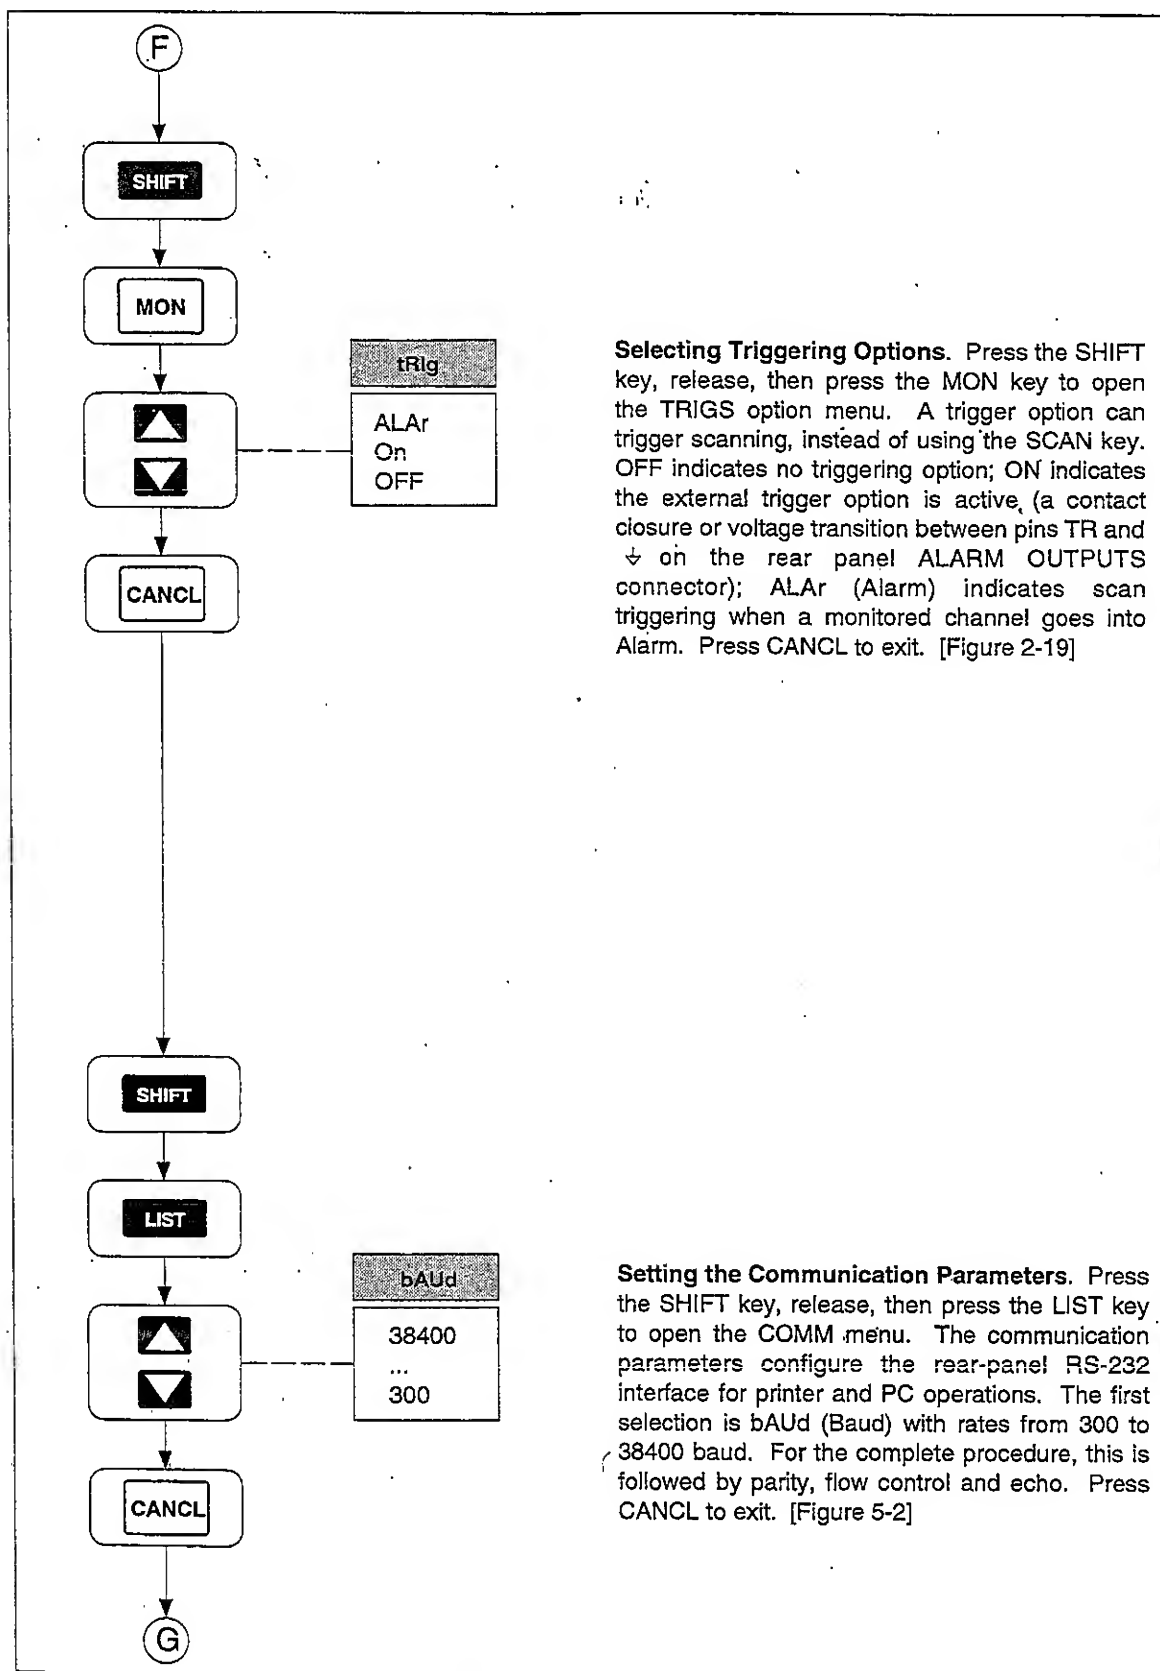 F
SHIFT
MON
tRIg
ALAr
On
OFF
CANCL
Selecting Triggering Options. Press the SHIFT
key, release, then press the MON key to open
the TRIGS option menu. A trigger option can
trigger scanning, instead of using the SCAN key.
OFF indicates no triggering option; ON indicates
the external trigger option is active, (a contact
closure or voltage transition between pins TR and
⏚ on the rear panel ALARM OUTPUTS
connector); ALAr (Alarm) indicates scan
triggering when a monitored channel goes into
Alarm. Press CANCL to exit. [Figure 2-19]
SHIFT
LIST
bAUd
38400
...
300
CANCL
Setting the Communication Parameters. Press
the SHIFT key, release, then press the LIST key
to open the COMM menu. The communication
parameters configure the rear-panel RS-232
interface for printer and PC operations. The first
selection is bAUd (Baud) with rates from 300 to
38400 baud. For the complete procedure, this is
followed by parity, flow control and echo. Press
CANCL to exit. [Figure 5-2]
G